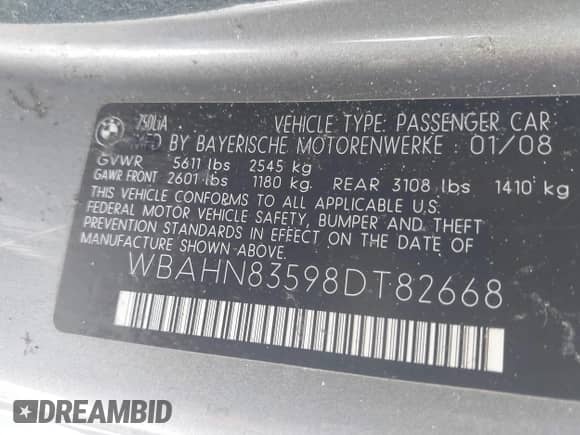 BMW 750LiA VEHICLE TYPE: PASSENGER CAR
MFD BY BAYERISCHE MOTORENWERKE : 01/08
GVWR 5611 lbs 2545 kg
GAWR FRONT 2601 lbs 1180 kg REAR 3108 lbs 1410 kg
THIS VEHICLE CONFORMS TO ALL APPLICABLE U.S.
FEDERAL MOTOR VEHICLE SAFETY, BUMPER AND THEFT
PREVENTION STANDARDS IN EFFECT ON THE DATE OF
MANUFACTURE SHOWN ABOVE.
WBAHN83598DT82668
DREAMBID